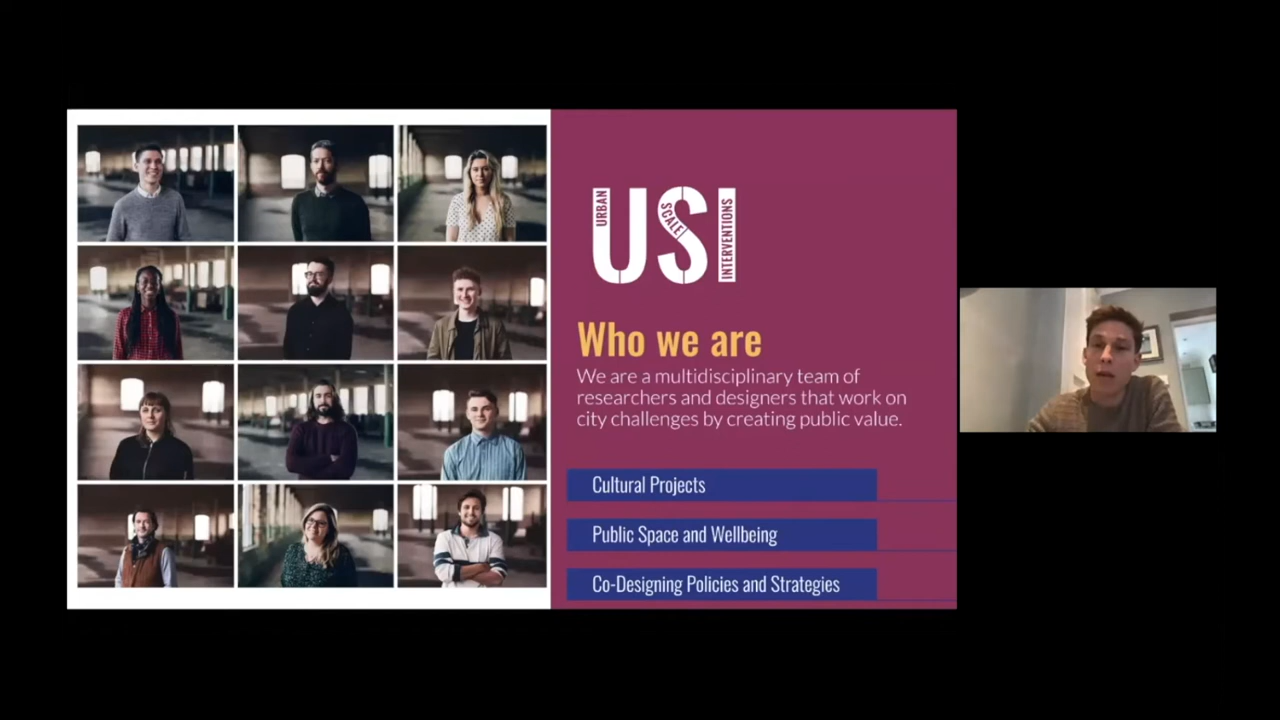 USI
URBAN
SCALE
INTERVENTIONS
Who we are
We are a multidisciplinary team of
researchers and designers that work on
city challenges by creating public value.
Cultural Projects
Public Space and Wellbeing
Co-Designing Policies and Strategies